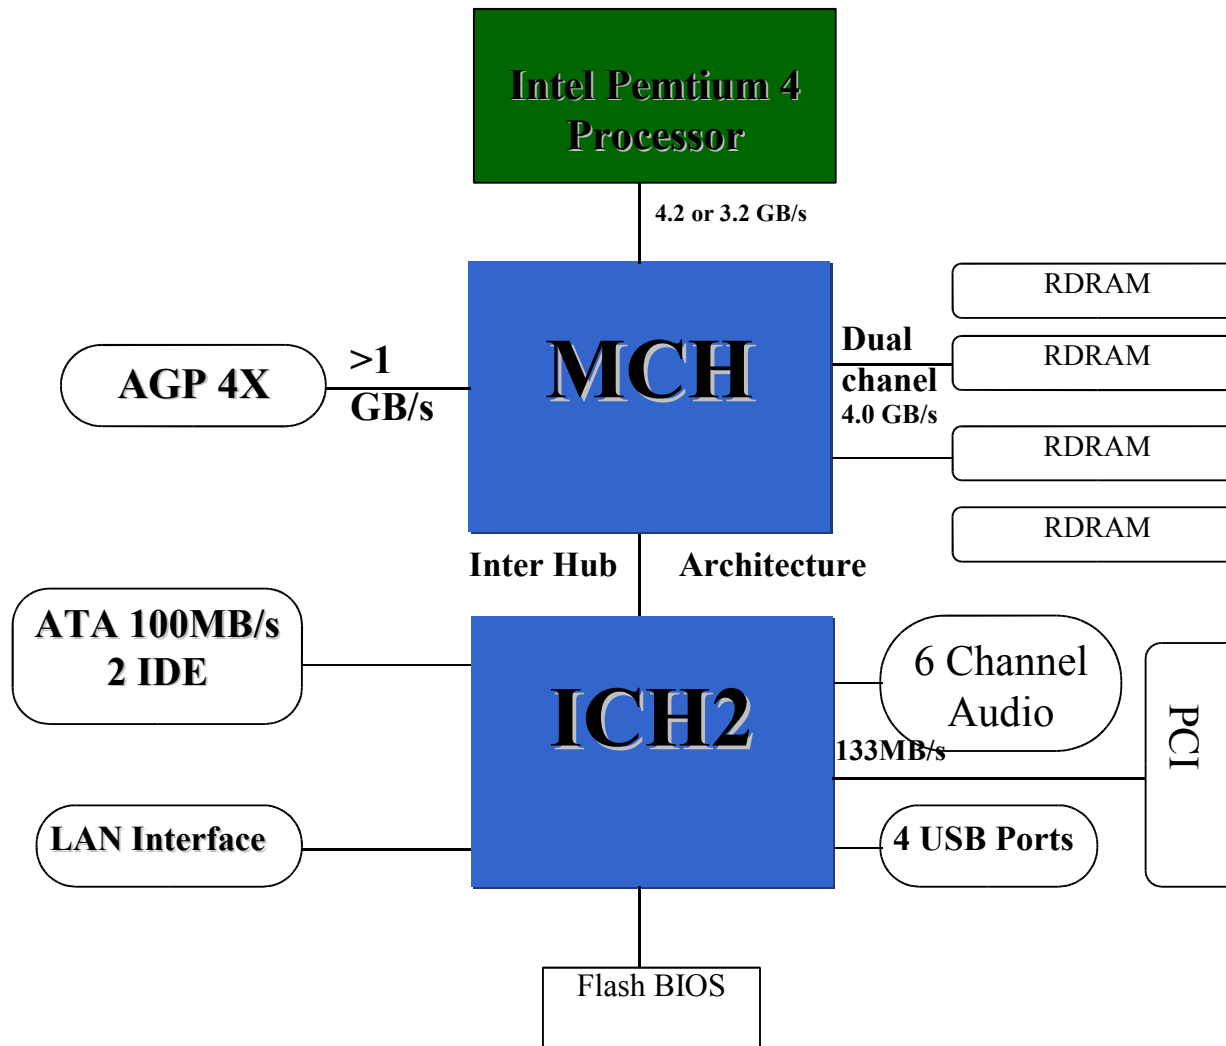 Intel Pemtium 4
Processor
4.2 or 3.2 GB/s
MCH
AGP 4X
>1
GB/s
Dual
chanel
4.0 GB/s
RDRAM
RDRAM
RDRAM
RDRAM
Inter Hub Architecture
ATA 100MB/s
2 IDE
ICH2
6 Channel
Audio
133MB/s
PCI
LAN Interface
4 USB Ports
Flash BIOS